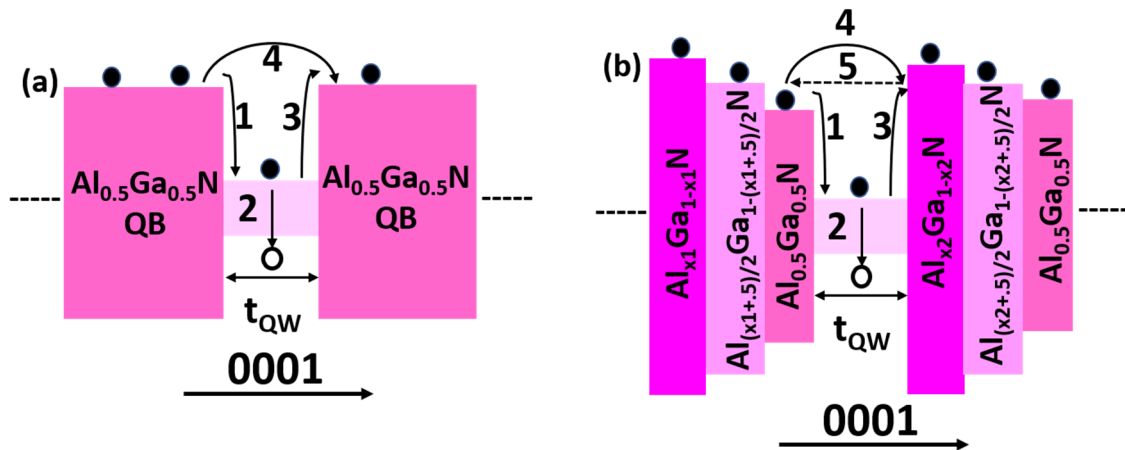 (a)
4
1
3
Al0.5Ga0.5N
QB
Al0.5Ga0.5N
QB
2
tQW
0001
(b)
4
5
1
3
2
Alx1Ga1-x1N
Al(x1+.5)/2Ga1-(x1+.5)/2N
Al0.5Ga0.5N
Alx2Ga1-x2N
Al(x2+.5)/2Ga1-(x2+.5)/2N
Al0.5Ga0.5N
tQW
0001